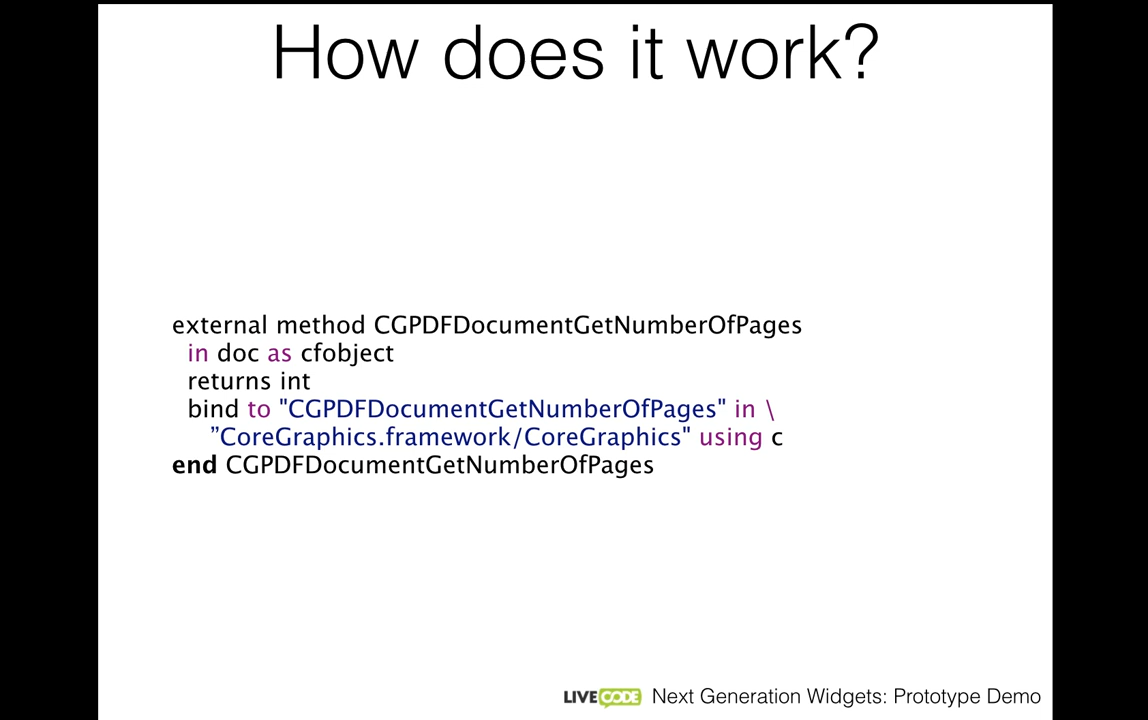 How does it work?
external method CGPDFDocumentGetNumberOfPages
in doc as cfobject
returns int
bind to "CGPDFDocumentGetNumberOfPages" in \
”CoreGraphics.framework/CoreGraphics" using c
end CGPDFDocumentGetNumberOfPages
LIVECODE Next Generation Widgets: Prototype Demo